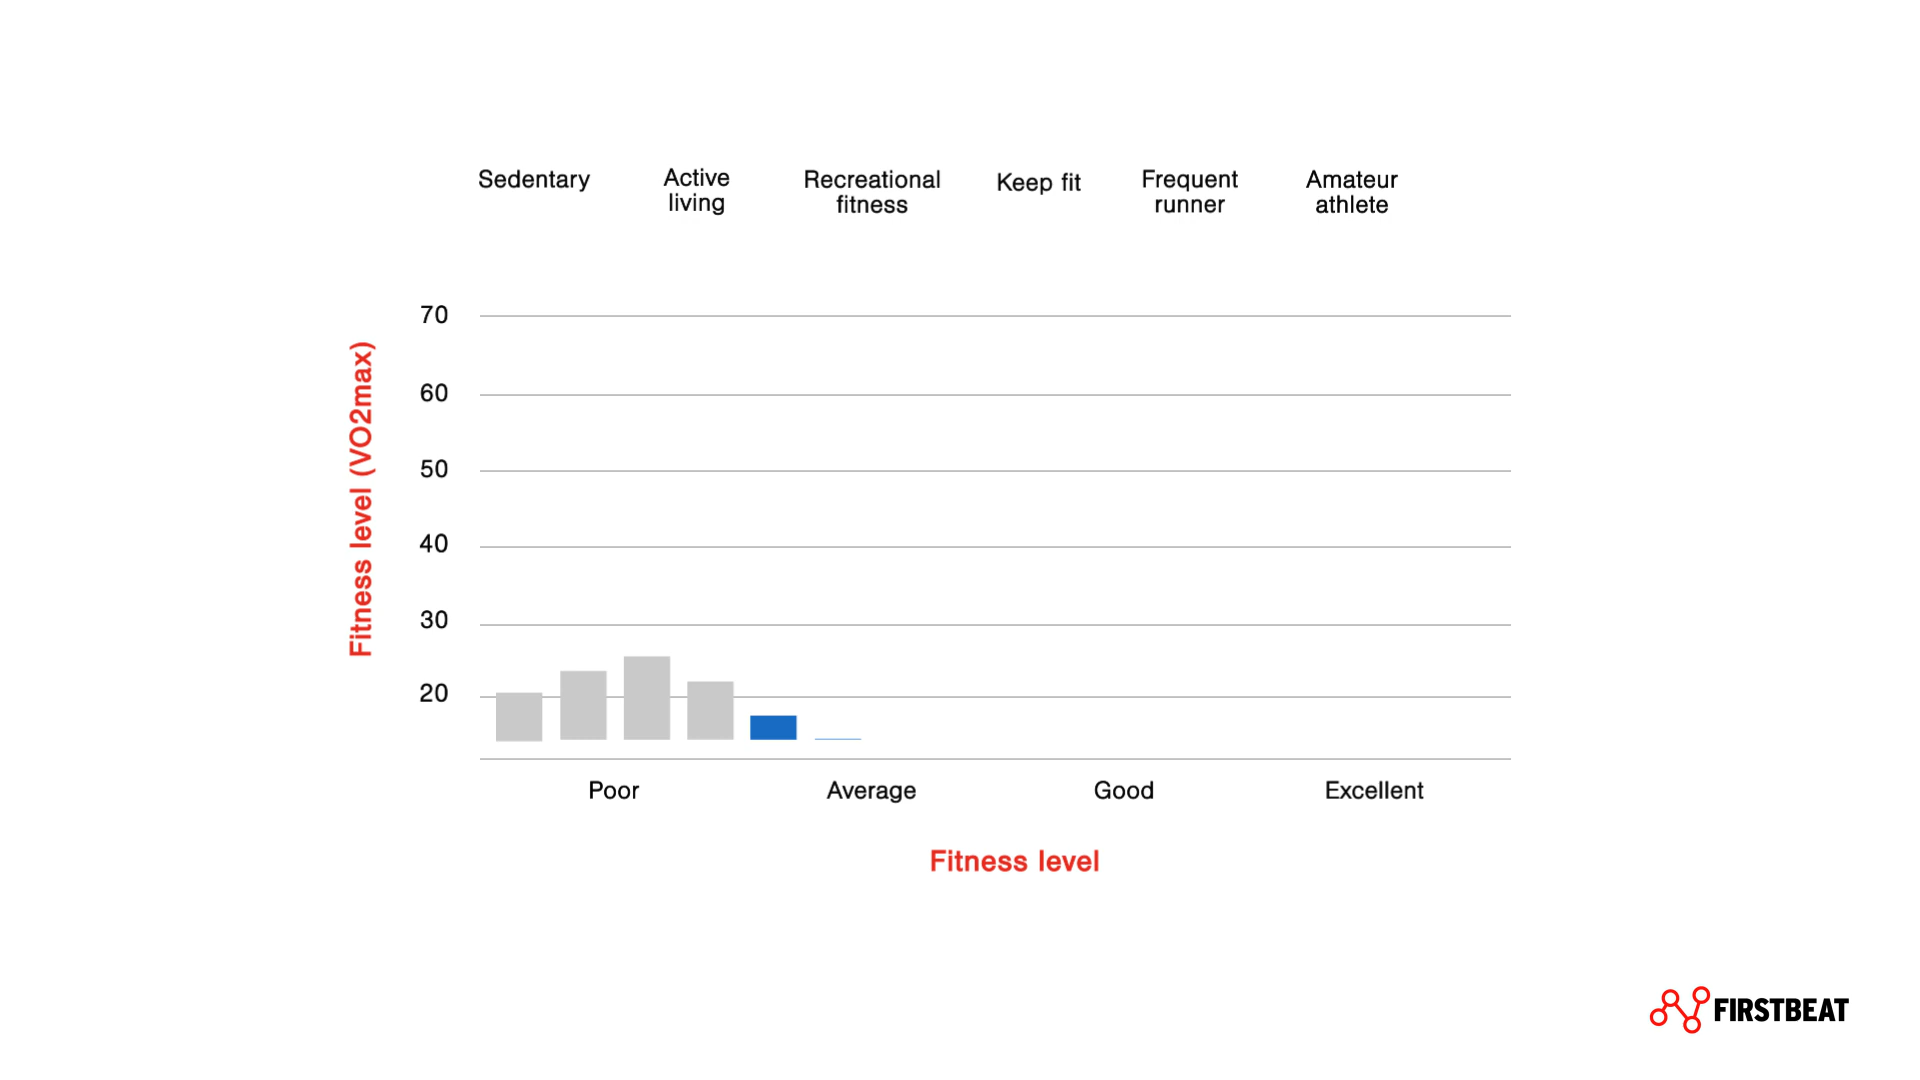 Sedentary
Active
living
Recreational
fitness
Keep fit
Frequent
runner
Amateur
athlete
70
60
50
40
30
20
Fitness level (VO2max)
Poor
Average
Good
Excellent
Fitness level
FIRSTBEAT